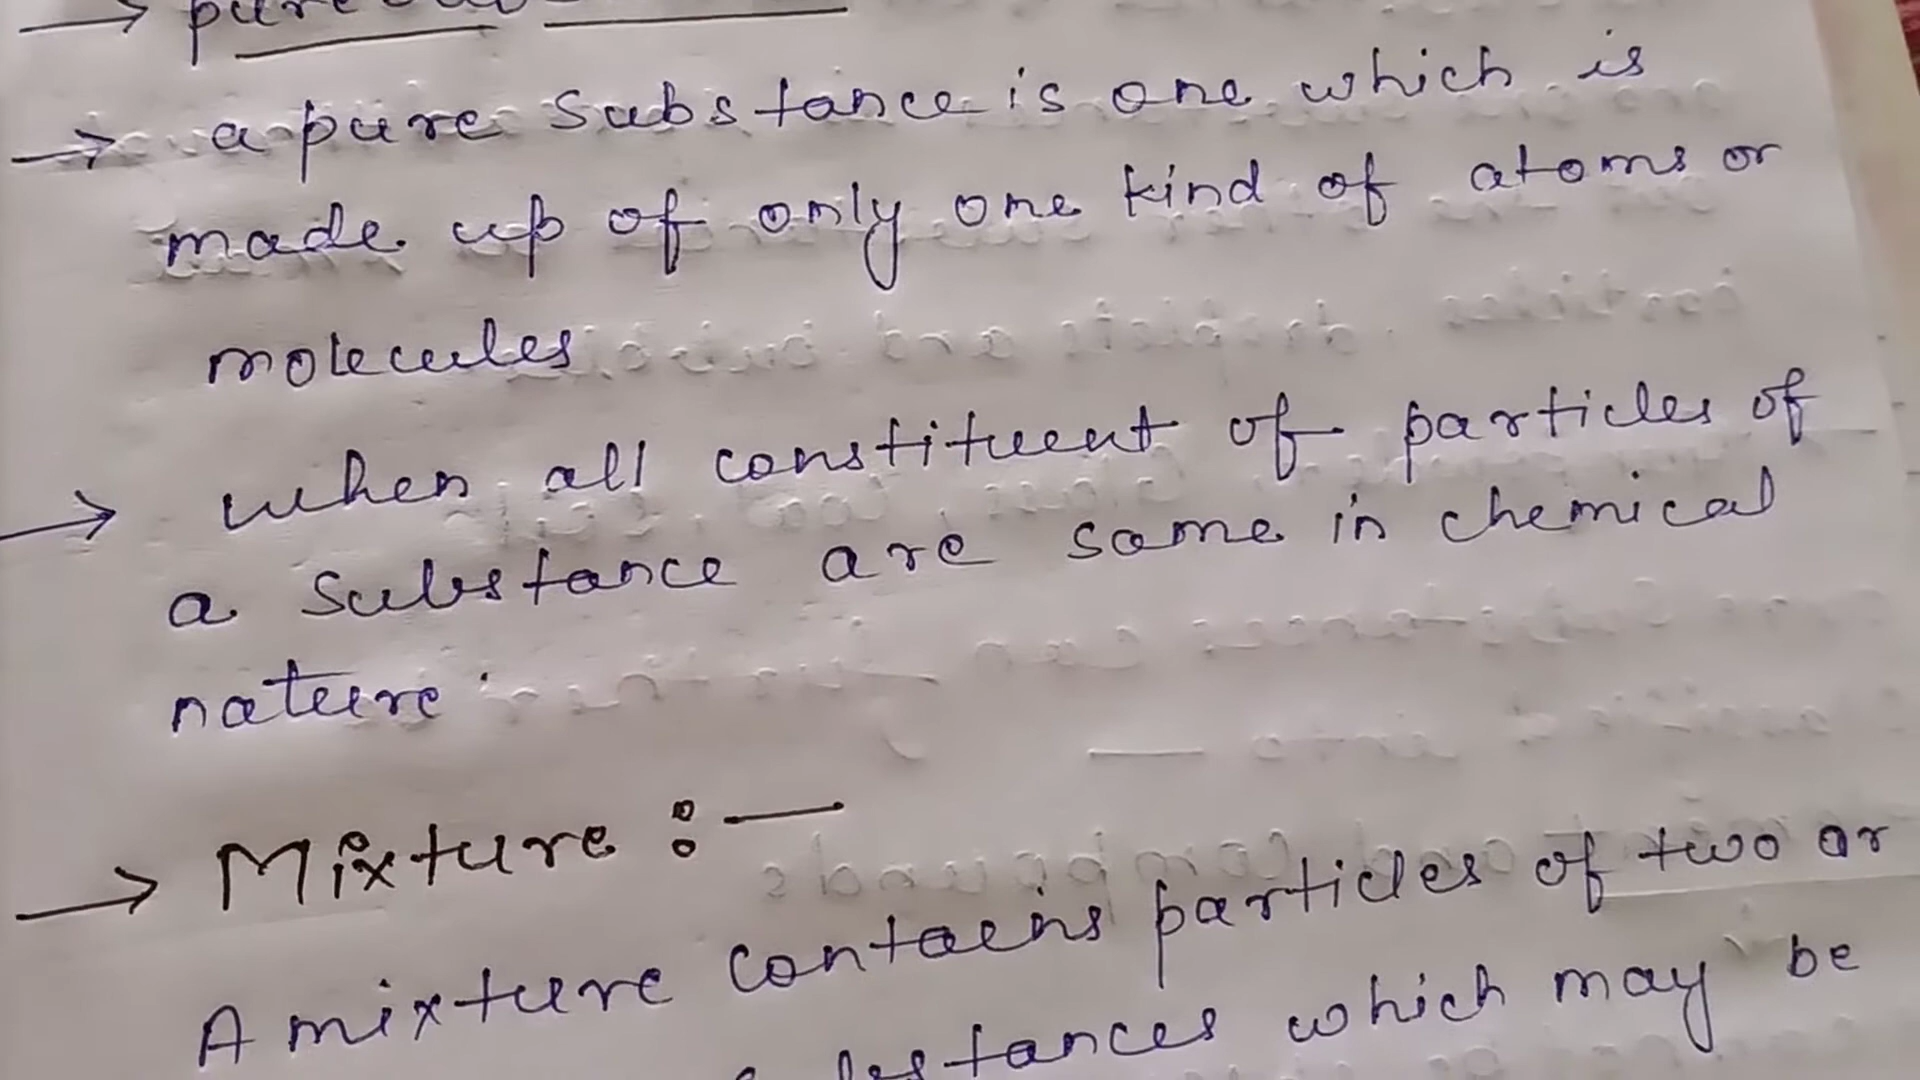 → pure
→ a pure substance is one which is
made up of only one kind of atoms or
molecules
→ when all constituent of particles of
a substance are same in chemical
nature.
→ Mixture :—
A mixture contains particles of two or
which may be